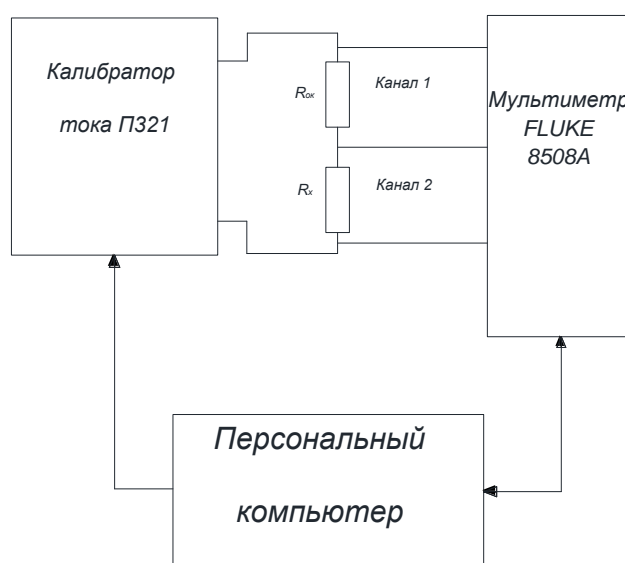 Калибратор
тока П321
Rок
Канал 1
Rх
Канал 2
Мультиметр
FLUKE
8508A
Персональный
компьютер